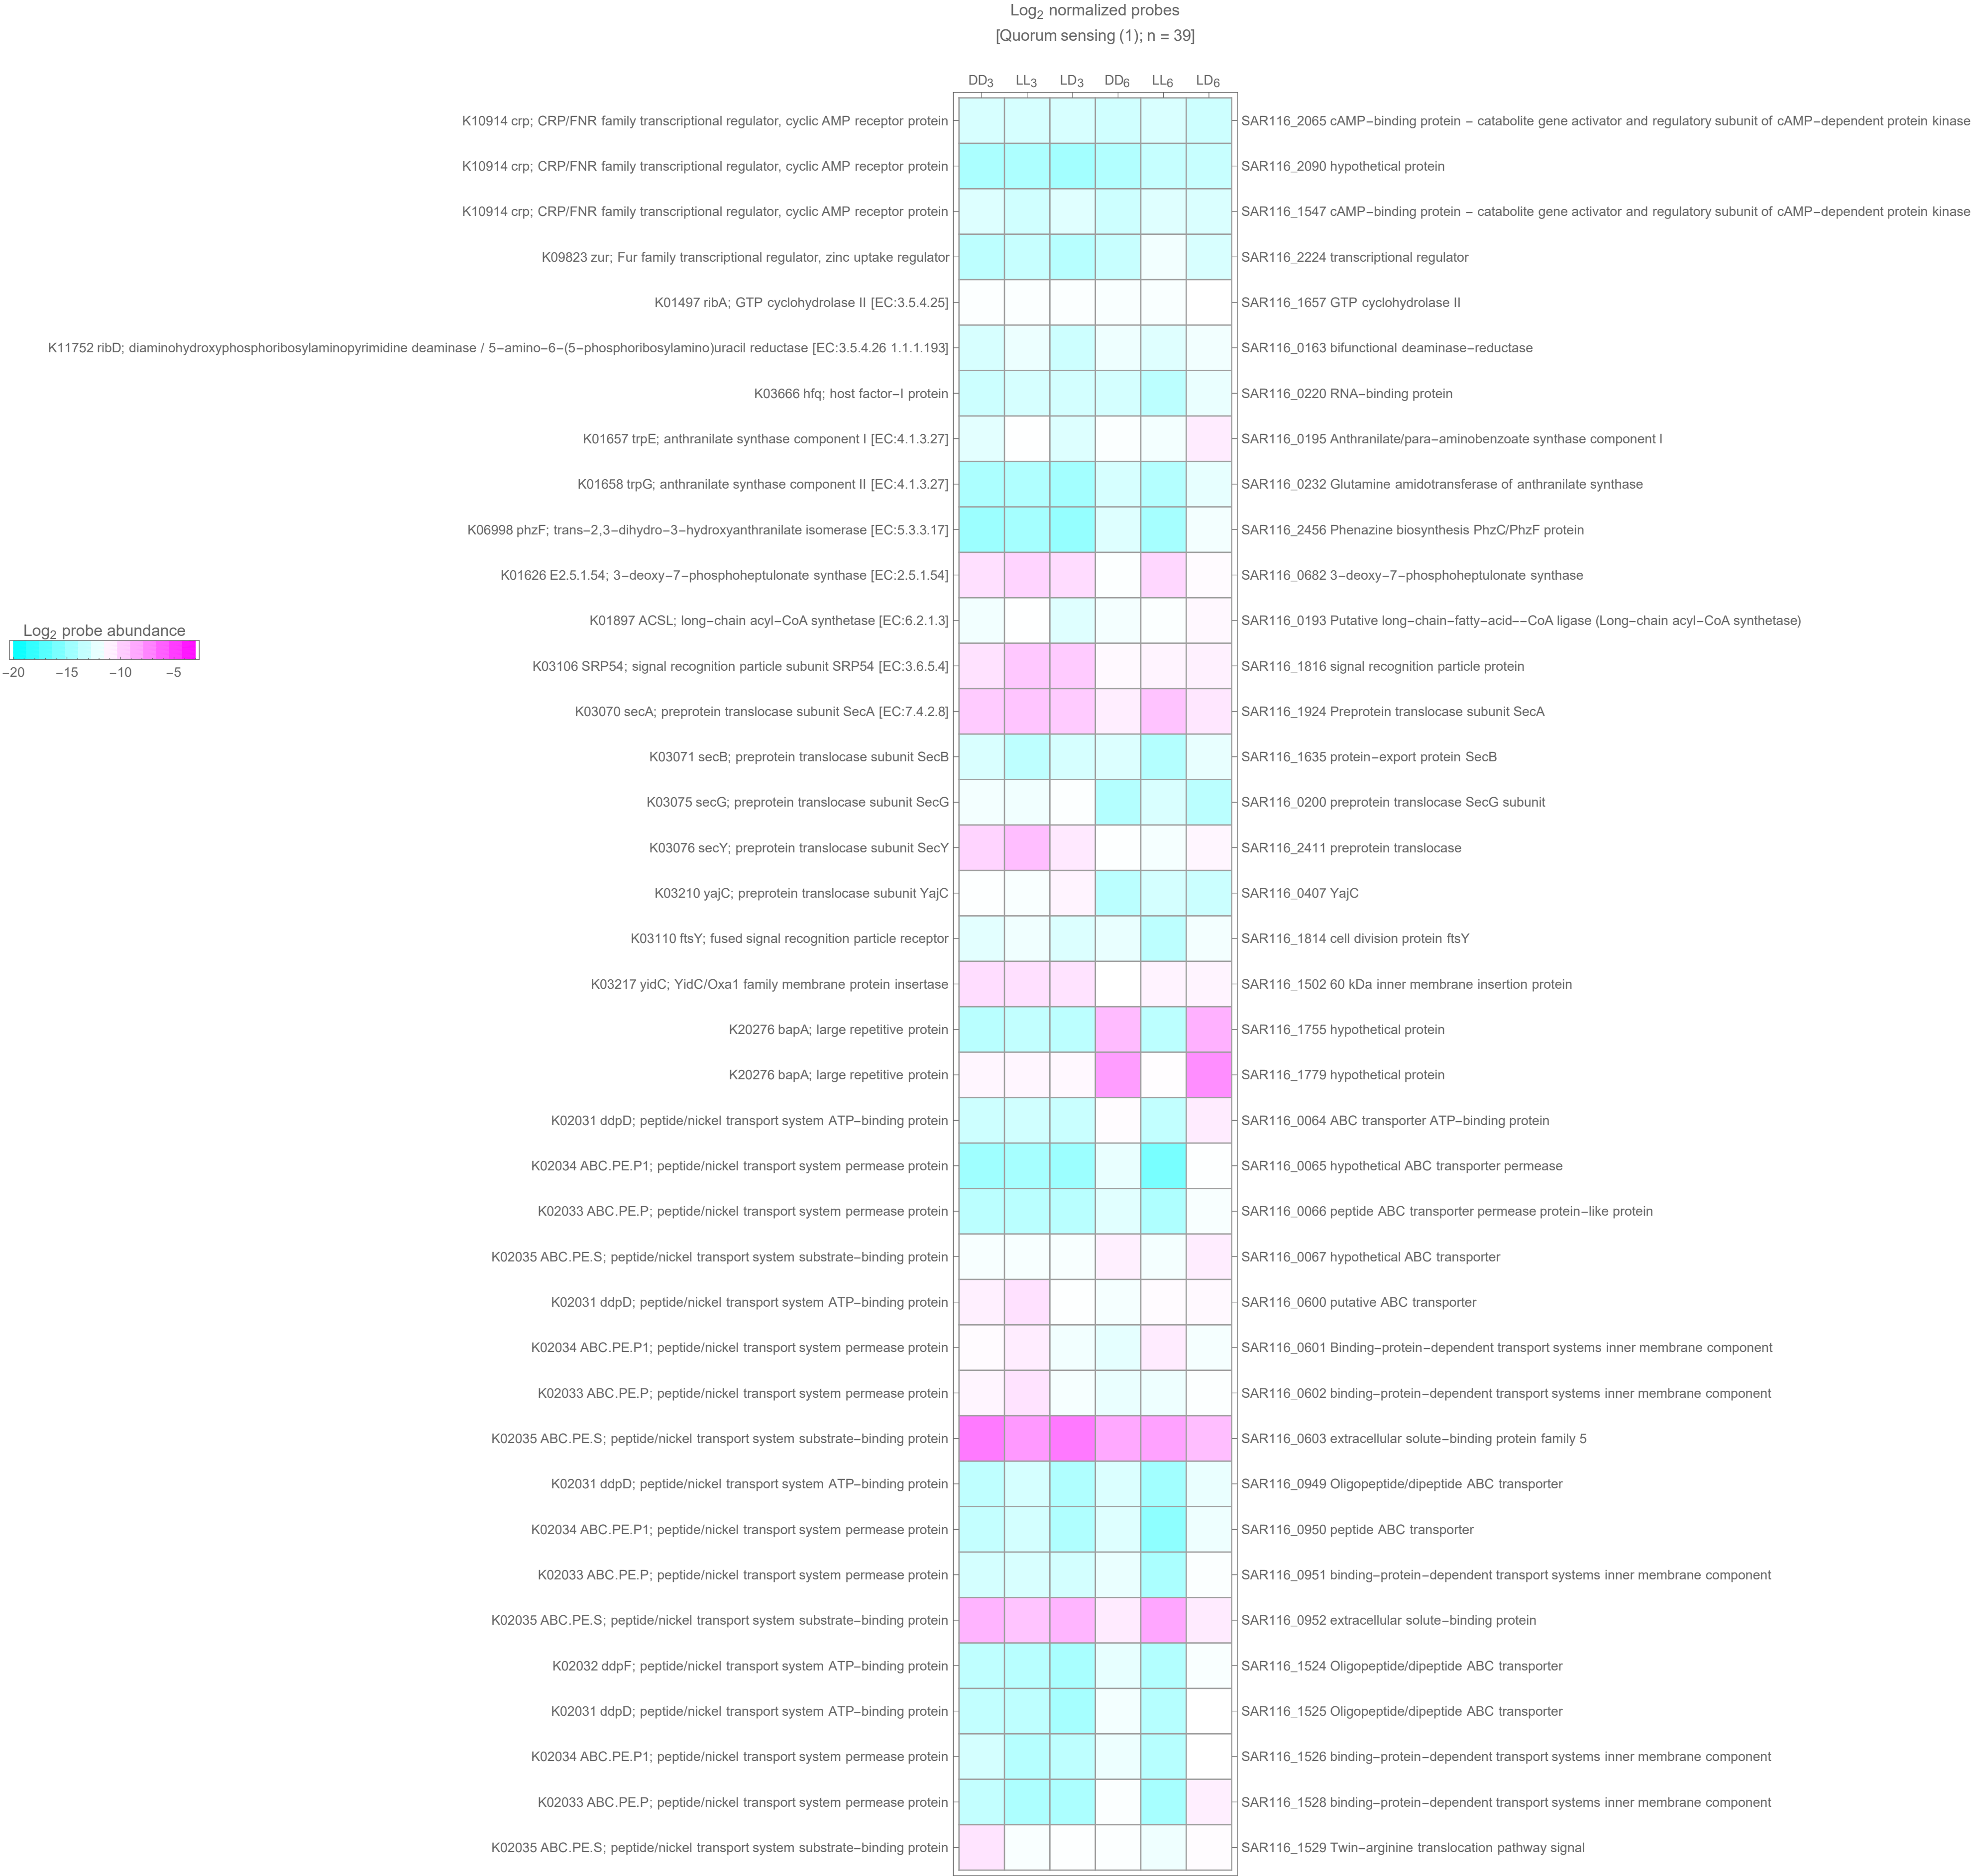 Log2 normalized probes
[Quorum sensing (1); n = 39]
DD3 LL3 LD3 DD6 LL6 LD6
K10914 crp; CRP/FNR family transcriptional regulator, cyclic AMP receptor protein SAR116_2065 cAMP−binding protein − catabolite gene activator and regulatory subunit of cAMP−dependent protein kinase
K10914 crp; CRP/FNR family transcriptional regulator, cyclic AMP receptor protein SAR116_2090 hypothetical protein
K10914 crp; CRP/FNR family transcriptional regulator, cyclic AMP receptor protein SAR116_1547 cAMP−binding protein − catabolite gene activator and regulatory subunit of cAMP−dependent protein kinase
K09823 zur; Fur family transcriptional regulator, zinc uptake regulator SAR116_2224 transcriptional regulator
K01497 ribA; GTP cyclohydrolase II [EC:3.5.4.25] SAR116_1657 GTP cyclohydrolase II
K11752 ribD; diaminohydroxyphosphoribosylaminopyrimidine deaminase / 5−amino−6−(5−phosphoribosylamino)uracil reductase [EC:3.5.4.26 1.1.1.193] SAR116_0163 bifunctional deaminase−reductase
K03666 hfq; host factor−I protein SAR116_0220 RNA−binding protein
K01657 trpE; anthranilate synthase component I [EC:4.1.3.27] SAR116_0195 Anthranilate/para−aminobenzoate synthase component I
K01658 trpG; anthranilate synthase component II [EC:4.1.3.27] SAR116_0232 Glutamine amidotransferase of anthranilate synthase
K06998 phzF; trans−2,3−dihydro−3−hydroxyanthranilate isomerase [EC:5.3.3.17] SAR116_2456 Phenazine biosynthesis PhzC/PhzF protein
K01626 E2.5.1.54; 3−deoxy−7−phosphoheptulonate synthase [EC:2.5.1.54] SAR116_0682 3−deoxy−7−phosphoheptulonate synthase
K01897 ACSL; long−chain acyl−CoA synthetase [EC:6.2.1.3] SAR116_0193 Putative long−chain−fatty−acid−−CoA ligase (Long−chain acyl−CoA synthetase)
Log2 probe abundance
−20 −15 −10 −5
K03106 SRP54; signal recognition particle subunit SRP54 [EC:3.6.5.4] SAR116_1816 signal recognition particle protein
K03070 secA; preprotein translocase subunit SecA [EC:7.4.2.8] SAR116_1924 Preprotein translocase subunit SecA
K03071 secB; preprotein translocase subunit SecB SAR116_1635 protein−export protein SecB
K03075 secG; preprotein translocase subunit SecG SAR116_0200 preprotein translocase SecG subunit
K03076 secY; preprotein translocase subunit SecY SAR116_2411 preprotein translocase
K03210 yajC; preprotein translocase subunit YajC SAR116_0407 YajC
K03110 ftsY; fused signal recognition particle receptor SAR116_1814 cell division protein ftsY
K03217 yidC; YidC/Oxa1 family membrane protein insertase SAR116_1502 60 kDa inner membrane insertion protein
K20276 bapA; large repetitive protein SAR116_1755 hypothetical protein
K20276 bapA; large repetitive protein SAR116_1779 hypothetical protein
K02031 ddpD; peptide/nickel transport system ATP−binding protein SAR116_0064 ABC transporter ATP−binding protein
K02034 ABC.PE.P1; peptide/nickel transport system permease protein SAR116_0065 hypothetical ABC transporter permease
K02033 ABC.PE.P; peptide/nickel transport system permease protein SAR116_0066 peptide ABC transporter permease protein−like protein
K02035 ABC.PE.S; peptide/nickel transport system substrate−binding protein SAR116_0067 hypothetical ABC transporter
K02031 ddpD; peptide/nickel transport system ATP−binding protein SAR116_0600 putative ABC transporter
K02034 ABC.PE.P1; peptide/nickel transport system permease protein SAR116_0601 Binding−protein−dependent transport systems inner membrane component
K02033 ABC.PE.P; peptide/nickel transport system permease protein SAR116_0602 binding−protein−dependent transport systems inner membrane component
K02035 ABC.PE.S; peptide/nickel transport system substrate−binding protein SAR116_0603 extracellular solute−binding protein family 5
K02031 ddpD; peptide/nickel transport system ATP−binding protein SAR116_0949 Oligopeptide/dipeptide ABC transporter
K02034 ABC.PE.P1; peptide/nickel transport system permease protein SAR116_0950 peptide ABC transporter
K02033 ABC.PE.P; peptide/nickel transport system permease protein SAR116_0951 binding−protein−dependent transport systems inner membrane component
K02035 ABC.PE.S; peptide/nickel transport system substrate−binding protein SAR116_0952 extracellular solute−binding protein
K02032 ddpF; peptide/nickel transport system ATP−binding protein SAR116_1524 Oligopeptide/dipeptide ABC transporter
K02031 ddpD; peptide/nickel transport system ATP−binding protein SAR116_1525 Oligopeptide/dipeptide ABC transporter
K02034 ABC.PE.P1; peptide/nickel transport system permease protein SAR116_1526 binding−protein−dependent transport systems inner membrane component
K02033 ABC.PE.P; peptide/nickel transport system permease protein SAR116_1528 binding−protein−dependent transport systems inner membrane component
K02035 ABC.PE.S; peptide/nickel transport system substrate−binding protein SAR116_1529 Twin−arginine translocation pathway signal